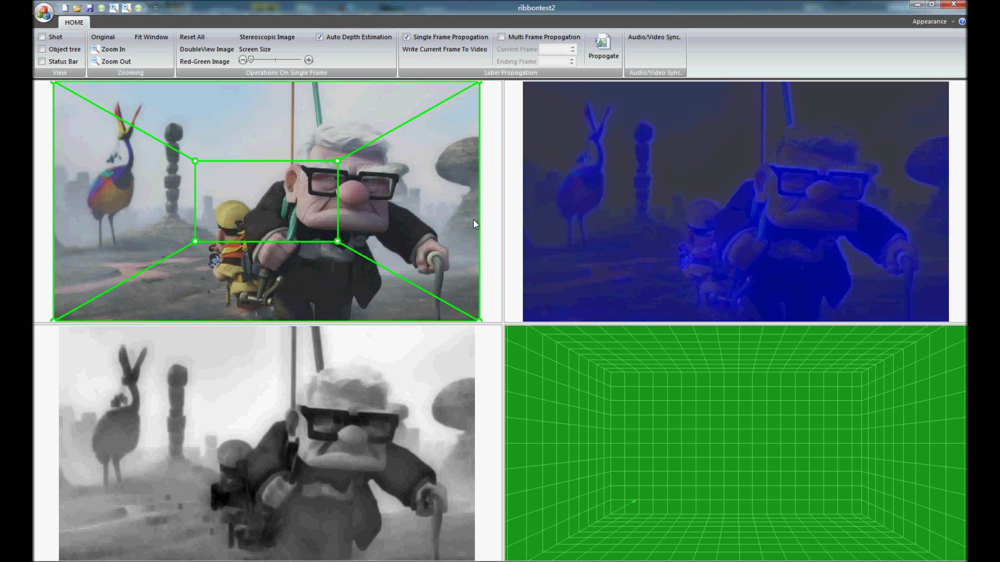 ribbontest2
HOME
Appearance
Shot
Object tree
Status Bar
View
Original
Fit Window
Zoom In
Zoom Out
Zooming
Reset All
Stereoscopic Image
Auto Depth Estimation
DoubleView Image
Screen Size
Red-Green Image
Operations On Single Frame
Single Frame Propogation
Multi Frame Propogation
Write Current Frame To Video
Current Frame
Ending Frame
Propogate
Label Propogation
Audio/Video Sync.
Audio/Video Sync.